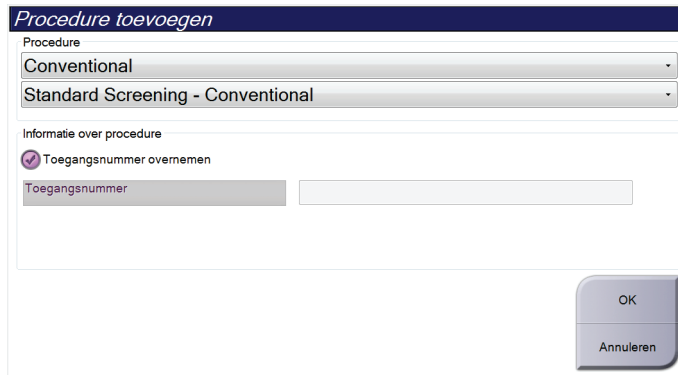 Procedure toevoegen
Procedure
Conventional
Standard Screening - Conventional
Informatie over procedure
Toegangsnummer overnemen
Toegangsnummer
OK
Annuleren